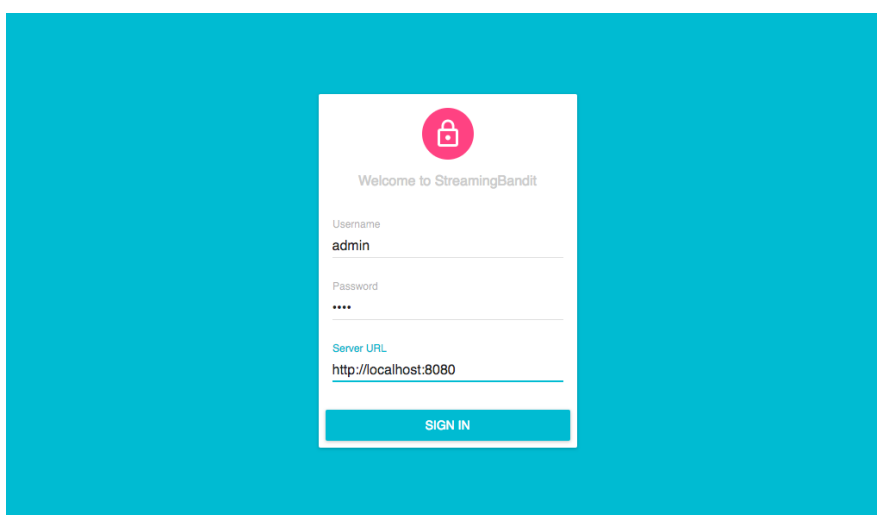 Welcome to StreamingBandit
Username
admin
Password
••••
Server URL
http://localhost:8080
SIGN IN